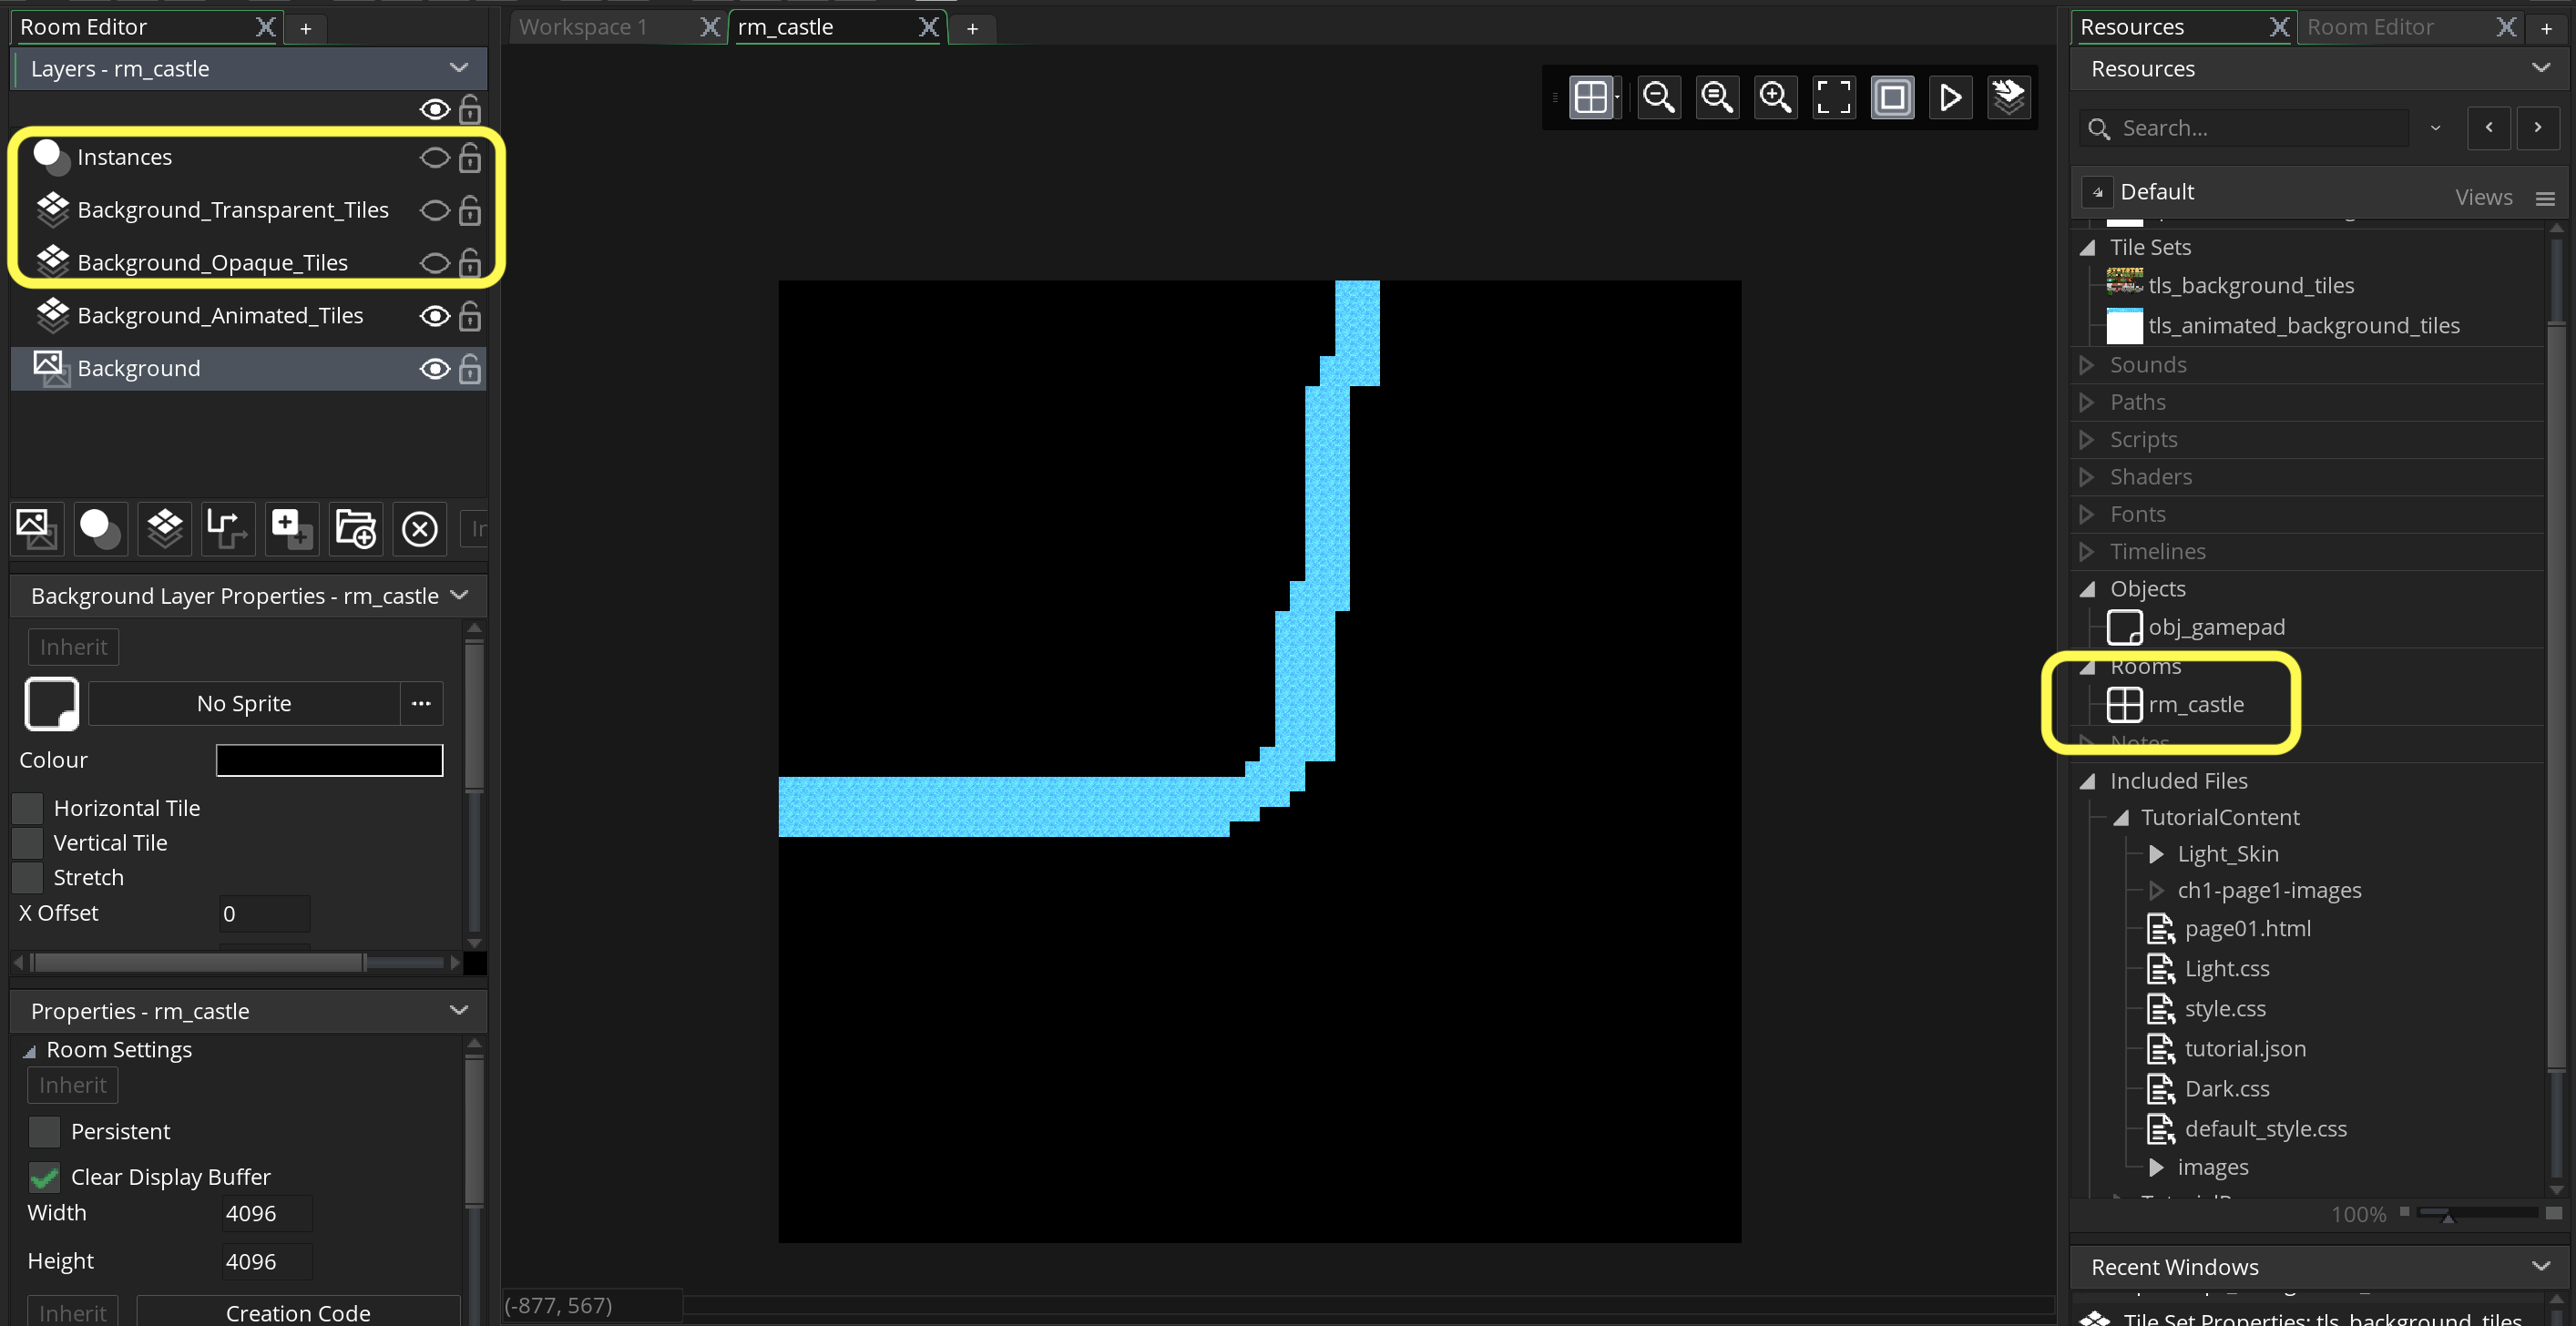 Room Editor
Layers - rm_castle
Instances
Background_Transparent_Tiles
Background_Opaque_Tiles
Background_Animated_Tiles
Background
In
Background Layer Properties - rm_castle
Inherit
No Sprite
...
Colour
Horizontal Tile
Vertical Tile
Stretch
X Offset
0
Properties - rm_castle
Room Settings
Inherit
Persistent
Clear Display Buffer
Width
4096
Height
4096
Inherit
Creation Code
Workspace 1
rm_castle
(-877, 567)
Resources
Room Editor
Resources
Search...
Default
Views
Tile Sets
tls_background_tiles
tls_animated_background_tiles
Sounds
Paths
Scripts
Shaders
Fonts
Timelines
Objects
obj_gamepad
Rooms
rm_castle
Notes
Included Files
TutorialContent
Light_Skin
ch1-page1-images
page01.html
Light.css
style.css
tutorial.json
Dark.css
default_style.css
images
100%
Recent Windows
Tile Set Properties: tls_background_tiles